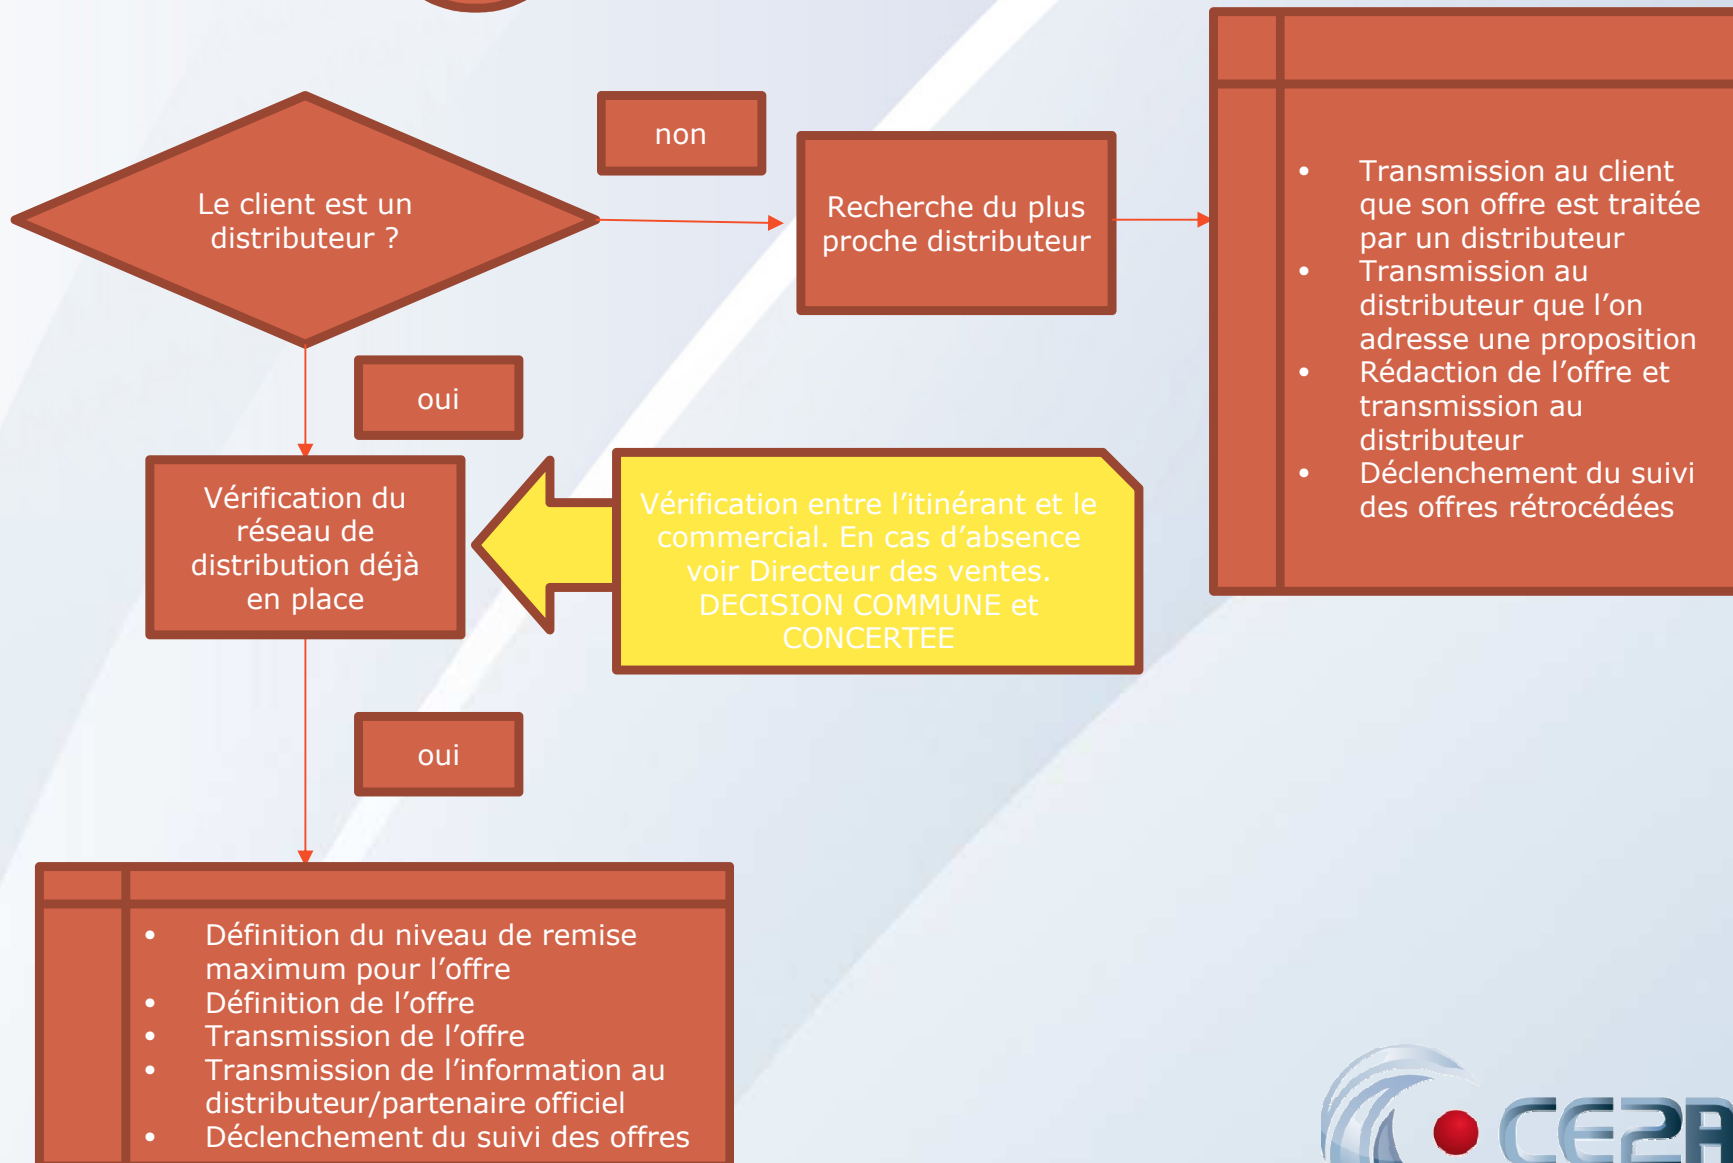 non
Le client est un
distributeur ?
Recherche du plus
proche distributeur
• Transmission au client
que son offre est traitée
par un distributeur
• Transmission au
distributeur que l’on
adresse une proposition
• Rédaction de l’offre et
transmission au
distributeur
• Déclenchement du suivi
des offres rétrocédées
oui
Vérification du
réseau de
distribution déjà
en place
Vérification entre l’itinérant et le
commercial. En cas d’absence
voir Directeur des ventes.
DECISION COMMUNE et
CONCERTEE
oui
• Définition du niveau de remise
maximum pour l’offre
• Définition de l’offre
• Transmission de l’offre
• Transmission de l’information au
distributeur/partenaire officiel
• Déclenchement du suivi des offres
CE2A